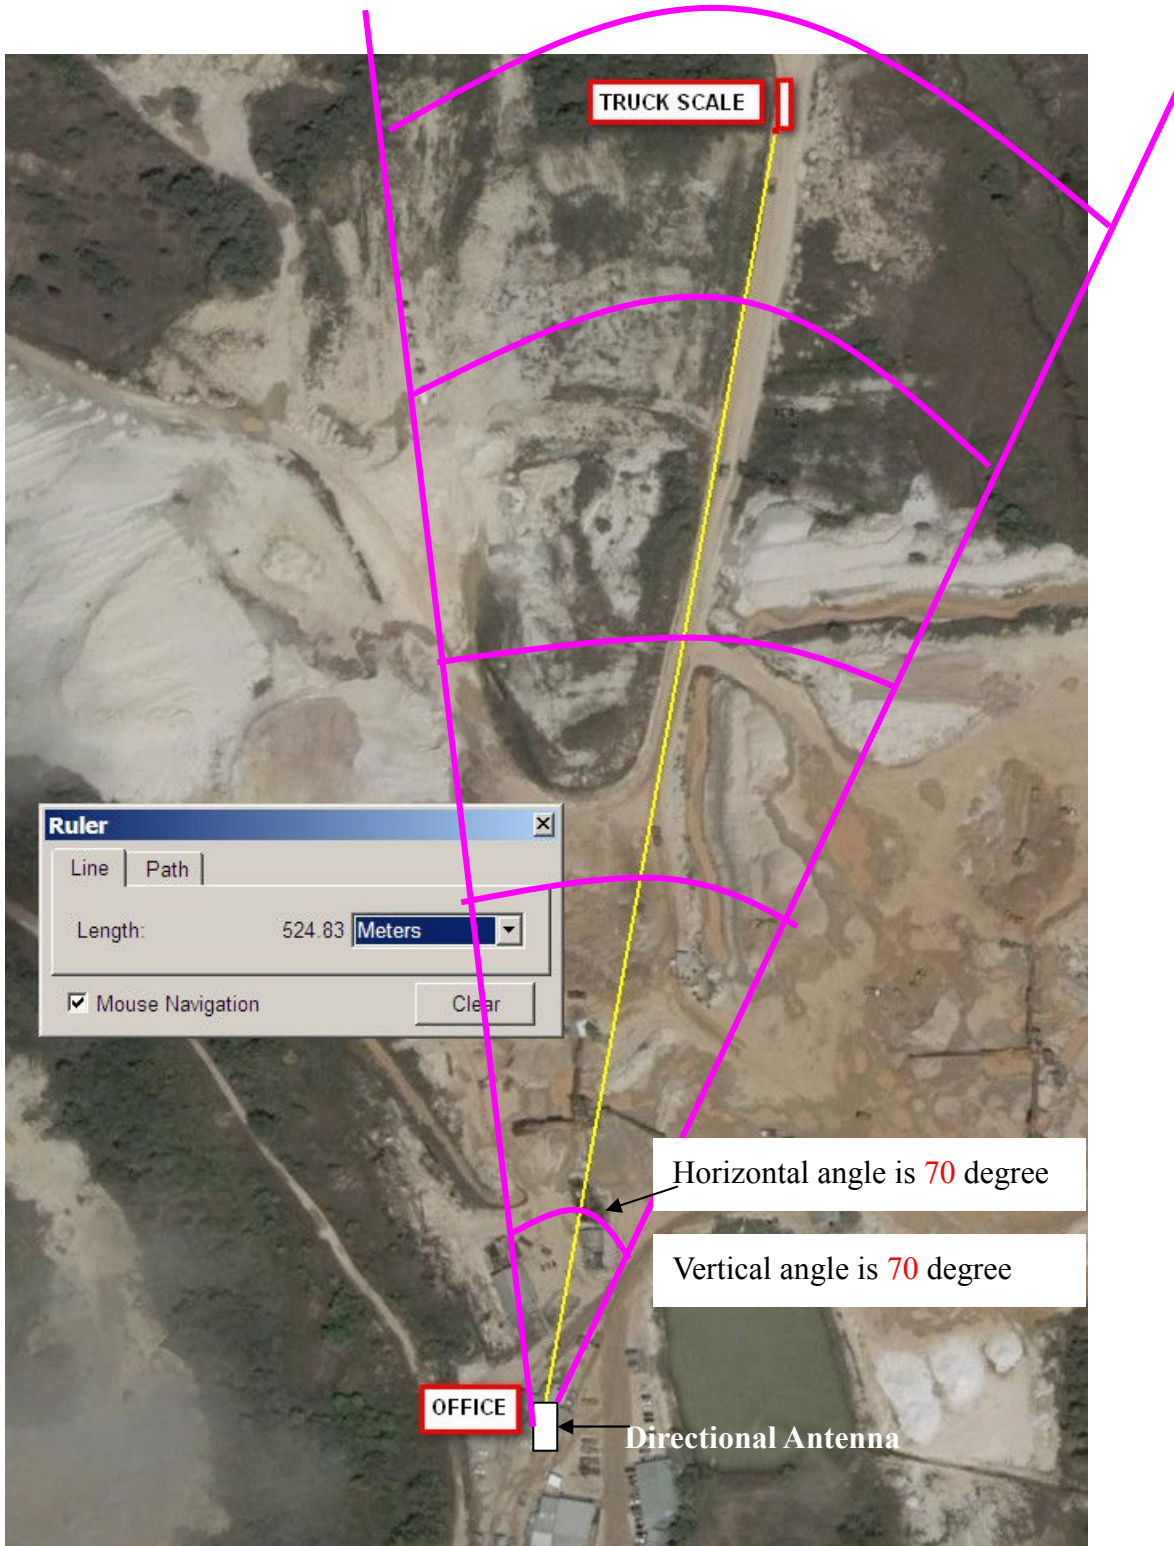 TRUCK SCALE
Ruler
Line Path
Length: 524.83 Meters
Mouse Navigation
Clear
Horizontal angle is 70 degree
Vertical angle is 70 degree
OFFICE
Directional Antenna